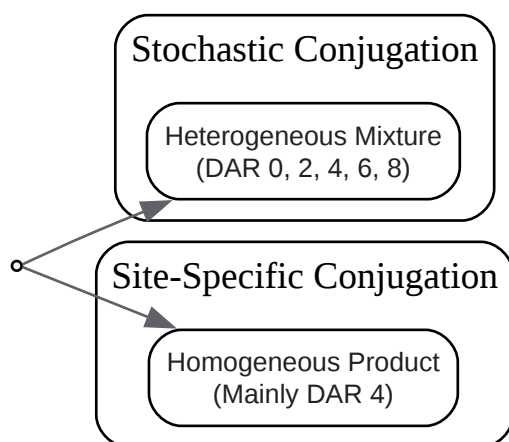 Stochastic Conjugation
Heterogeneous Mixture
(DAR 0, 2, 4, 6, 8)
Site-Specific Conjugation
Homogeneous Product
(Mainly DAR 4)